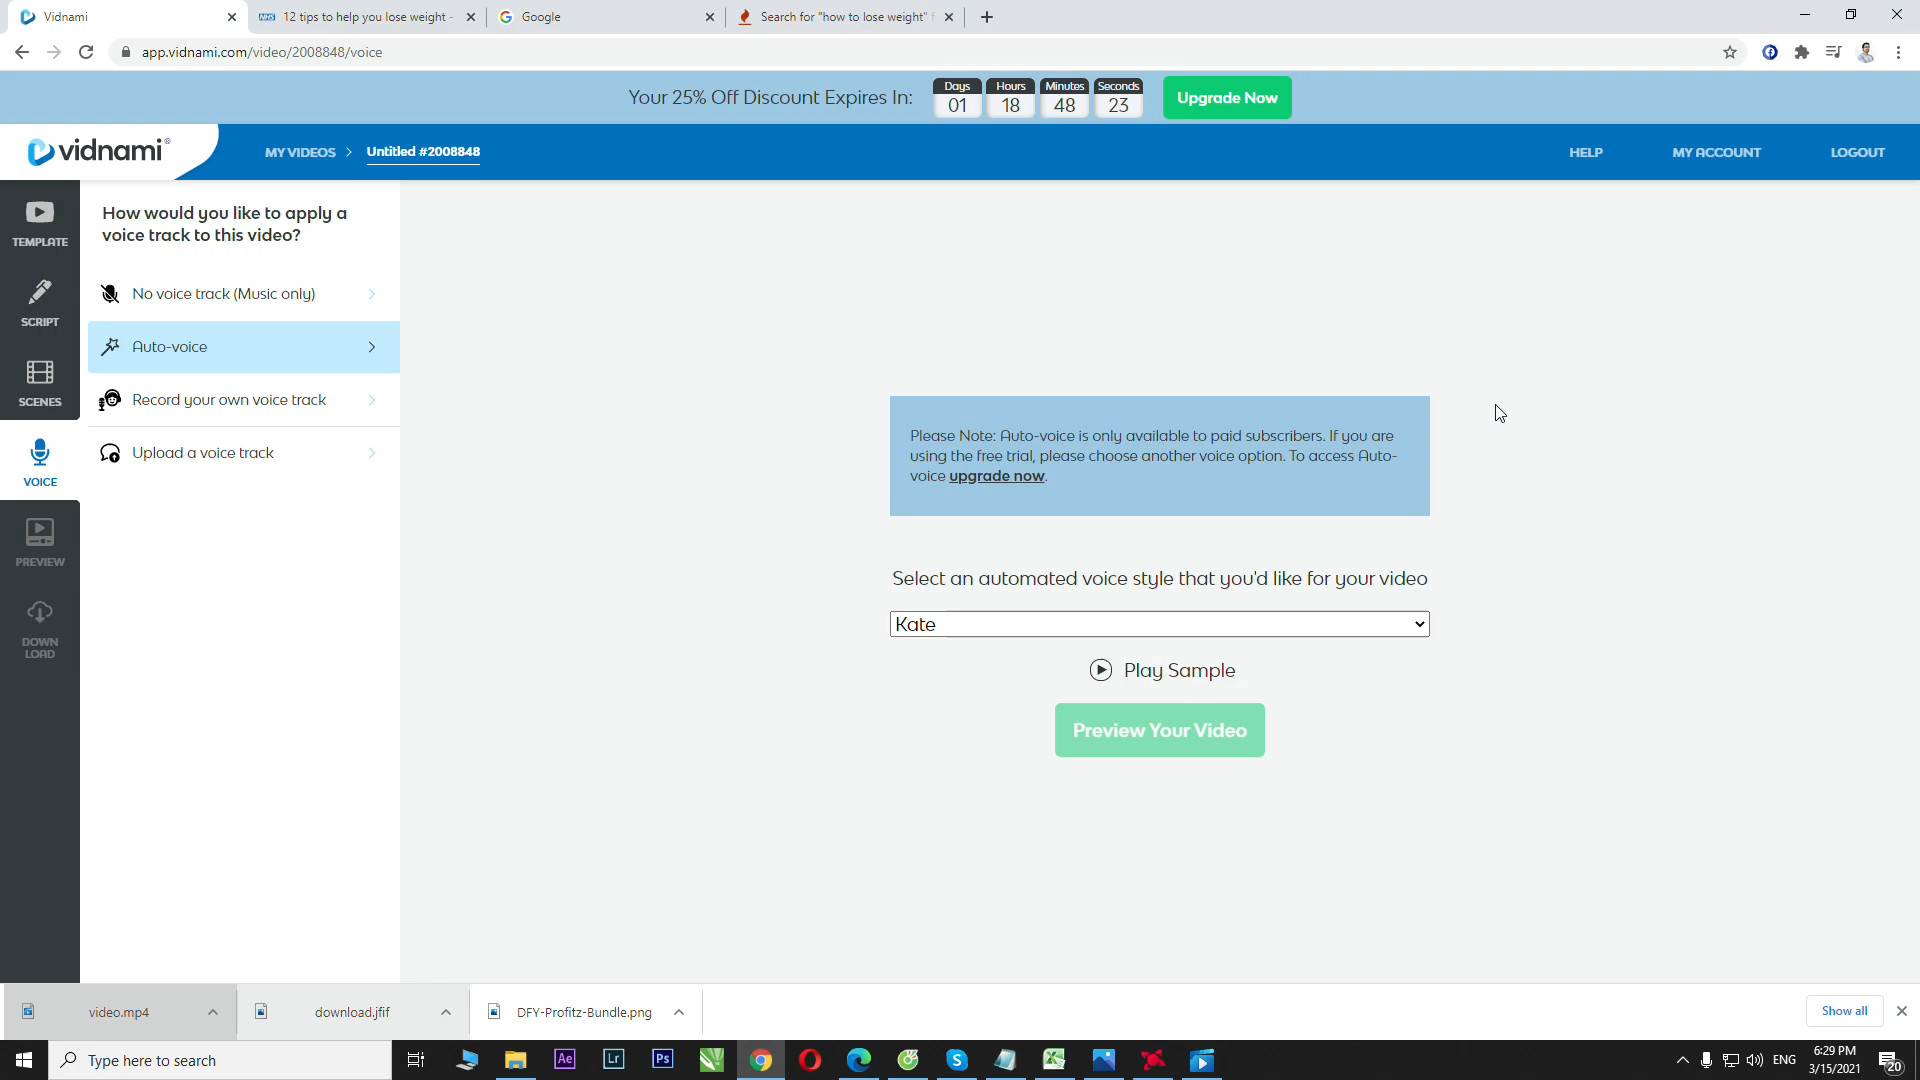 Vidnami
NHS 12 tips to help you lose weight -
Google
Search for "how to lose weight" f
app.vidnami.com/video/2008848/voice
Your 25% Off Discount Expires In:
Days Hours Minutes Seconds
01 18 48 23
Upgrade Now
vidnami®
MY VIDEOS > Untitled #2008848
HELP MY ACCOUNT LOGOUT
TEMPLATE
SCRIPT
SCENES
VOICE
PREVIEW
DOWN
LOAD
How would you like to apply a
voice track to this video?
No voice track (Music only)
Auto-voice
Record your own voice track
Upload a voice track
Please Note: Auto-voice is only available to paid subscribers. If you are
using the free trial, please choose another voice option. To access Auto-
voice upgrade now.
Select an automated voice style that you'd like for your video
Kate
Play Sample
Preview Your Video
video.mp4
download.jfif
DFY-Profitz-Bundle.png
Show all
Type here to search
Ae
Lr
Ps
ENG
6:29 PM
3/15/2021
20